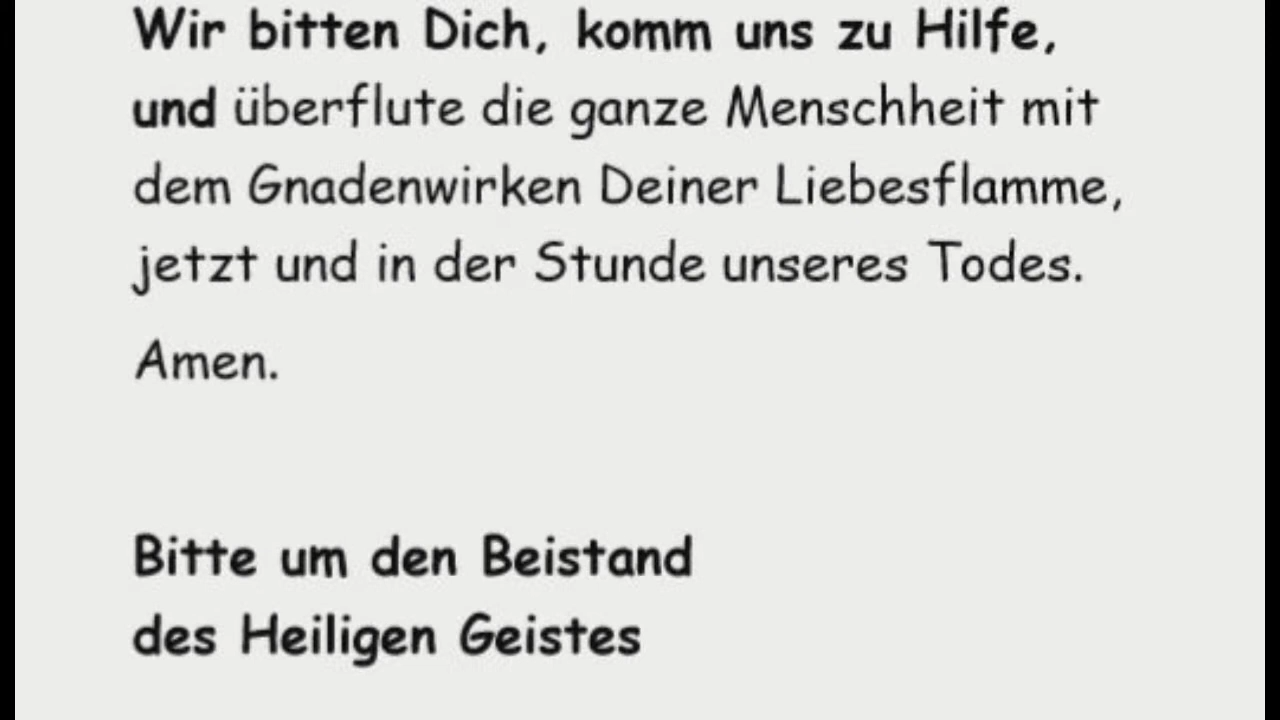 Wir bitten Dich, komm uns zu Hilfe,
und überflute die ganze Menschheit mit
dem Gnadenwirken Deiner Liebesflamme,
jetzt und in der Stunde unseres Todes.
Amen.
Bitte um den Beistand
des Heiligen Geistes